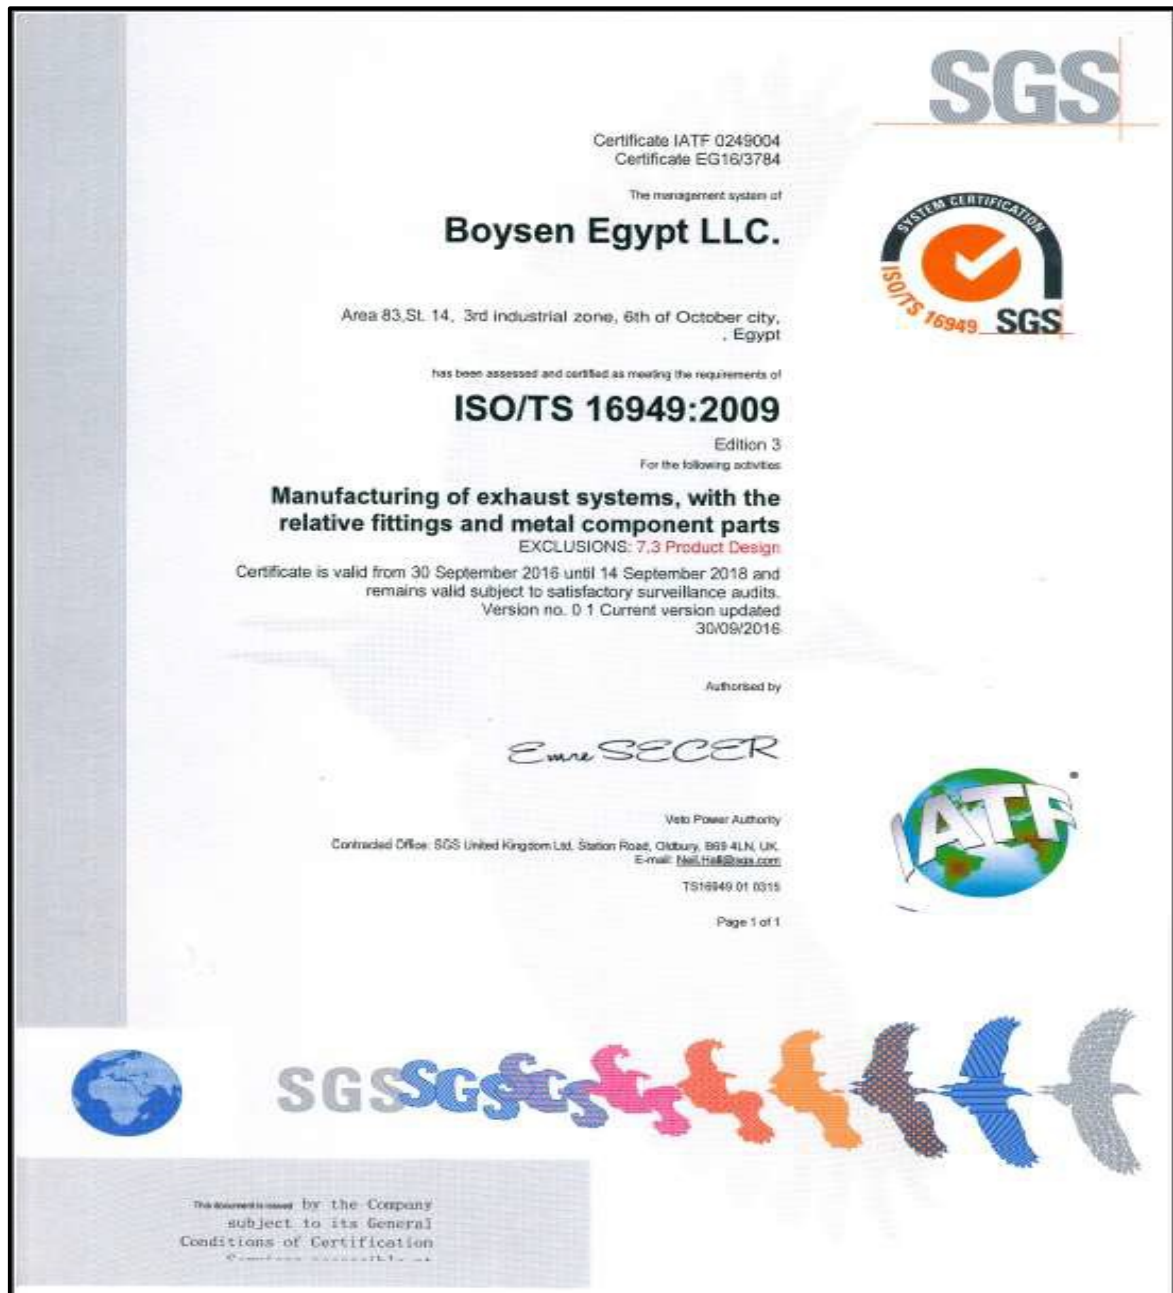 SGS
Certificate IATF 0249004
Certificate EG16/3784
The management system of
Boysen Egypt LLC.
SYSTEM CERTIFICATION
ISO/TS 16949
SGS
Area 83,St. 14, 3rd industrial zone, 6th of October city,
, Egypt
has been assessed and certified as meeting the requirements of
ISO/TS 16949:2009
Edition 3
For the following activities
Manufacturing of exhaust systems, with the
relative fittings and metal component parts
EXCLUSIONS: 7.3 Product Design
Certificate is valid from 30 September 2016 until 14 September 2018 and
remains valid subject to satisfactory surveillance audits.
Version no. 0 1 Current version updated
30/09/2016
Authorised by
Emre SECER
IATF
Veto Power Authority
Contracted Office: SGS United Kingdom Ltd, Station Road, Oldbury, B69 4LN, UK.
E-mail: Neil.Hall@sgs.com
TS16949 01 0315
Page 1 of 1
SGS SGS SGS
This document is issued by the Company
subject to its General
Conditions of Certification